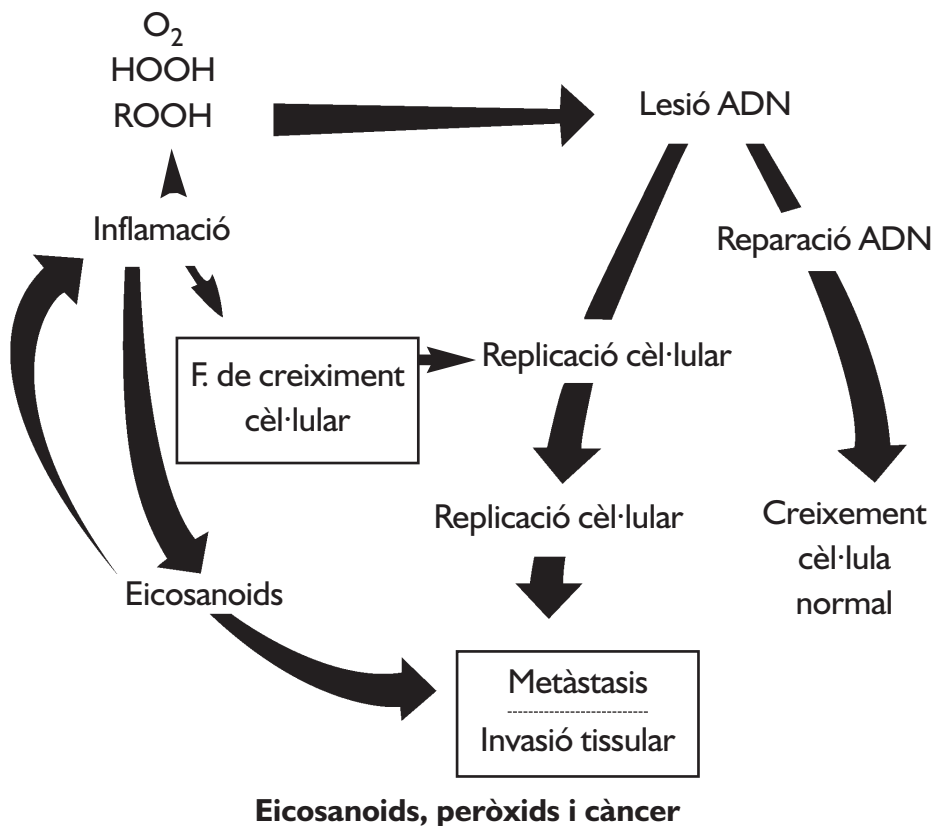 O2
HOOH
ROOH
Lesió ADN
Inflamació
Reparació ADN
F. de creiximent
cèl·lular
Replicació cèl·lular
Replicació cèl·lular
Creixement
cèl·lula
normal
Eicosanoids
Metàstasis
Invasió tissular
Eicosanoids, peròxids i càncer